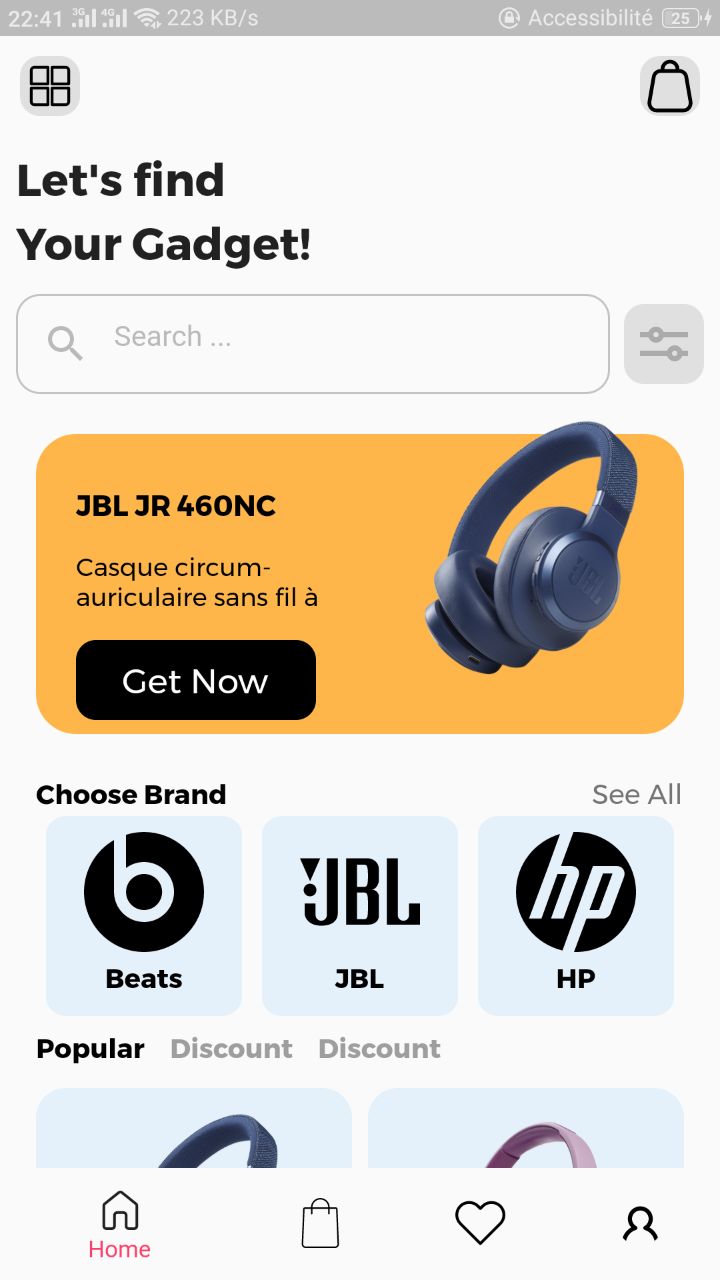 22:41 3G 4G 223 KB/s Accessibilité 25
Let's find
Your Gadget!
Search ...
JBL JR 460NC
Casque circum-
auriculaire sans fil à
Get Now
JBL
Choose Brand See All
b JBL hp
Beats JBL HP
Popular Discount Discount
Home